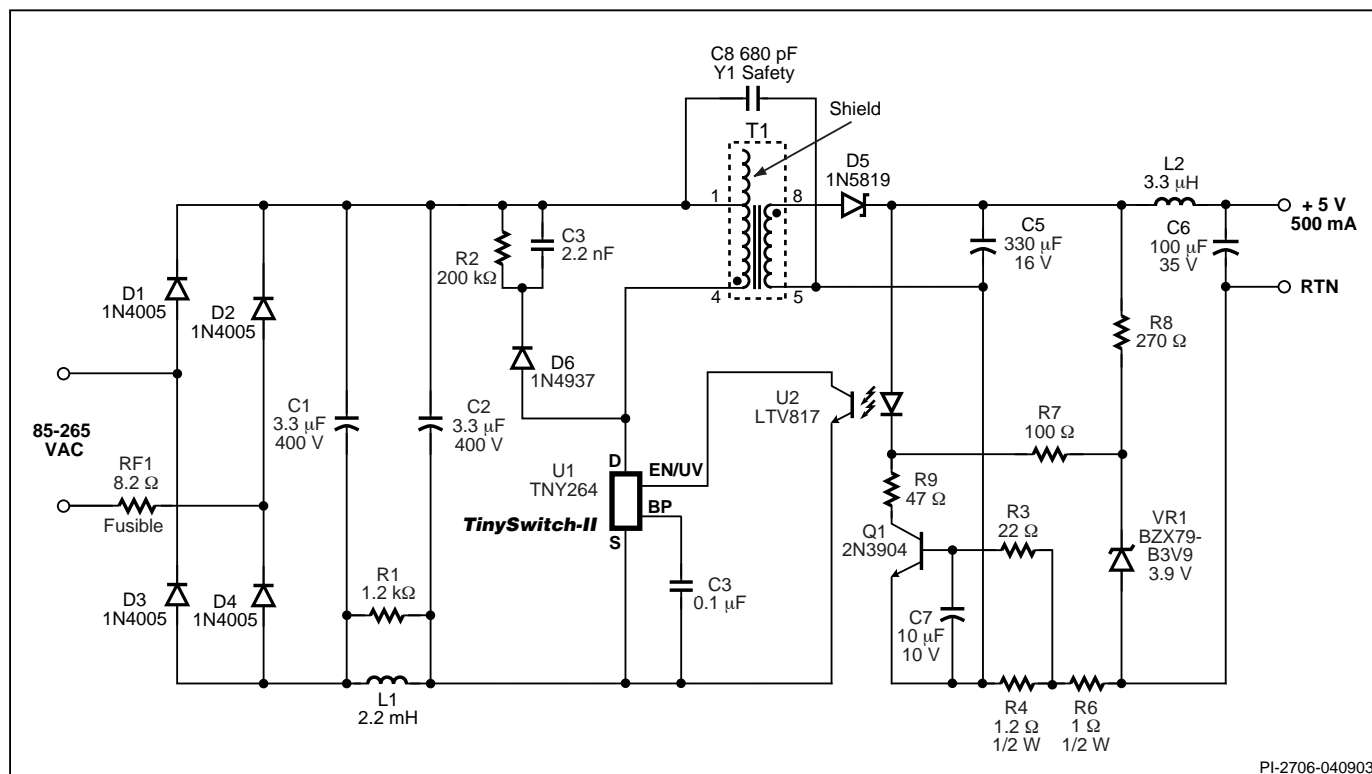 C8 680 pF
Y1 Safety
Shield
T1
D5
1N5819
L2
3.3 µH
1
8
+ 5 V
500 mA
C3
2.2 nF
R2
200 kΩ
C5
330 µF
16 V
C6
100 µF
35 V
4
5
RTN
D1
1N4005
D2
1N4005
R8
270 Ω
D6
1N4937
U2
LTV817
C1
3.3 µF
400 V
C2
3.3 µF
400 V
85-265
VAC
R7
100 Ω
RF1
8.2 Ω
Fusible
D
U1
TNY264
EN/UV
BP
TinySwitch-II
S
R9
47 Ω
Q1
2N3904
R3
22 Ω
VR1
BZX79-
B3V9
3.9 V
D3
1N4005
D4
1N4005
R1
1.2 kΩ
C3
0.1 µF
C7
10 µF
10 V
L1
2.2 mH
R4
1.2 Ω
1/2 W
R6
1 Ω
1/2 W
PI-2706-040903